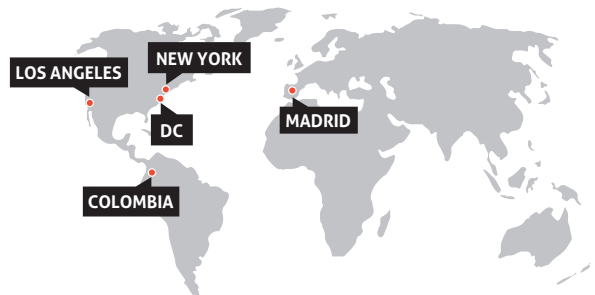 NEW YORK
LOS ANGELES
MADRID
DC
COLOMBIA